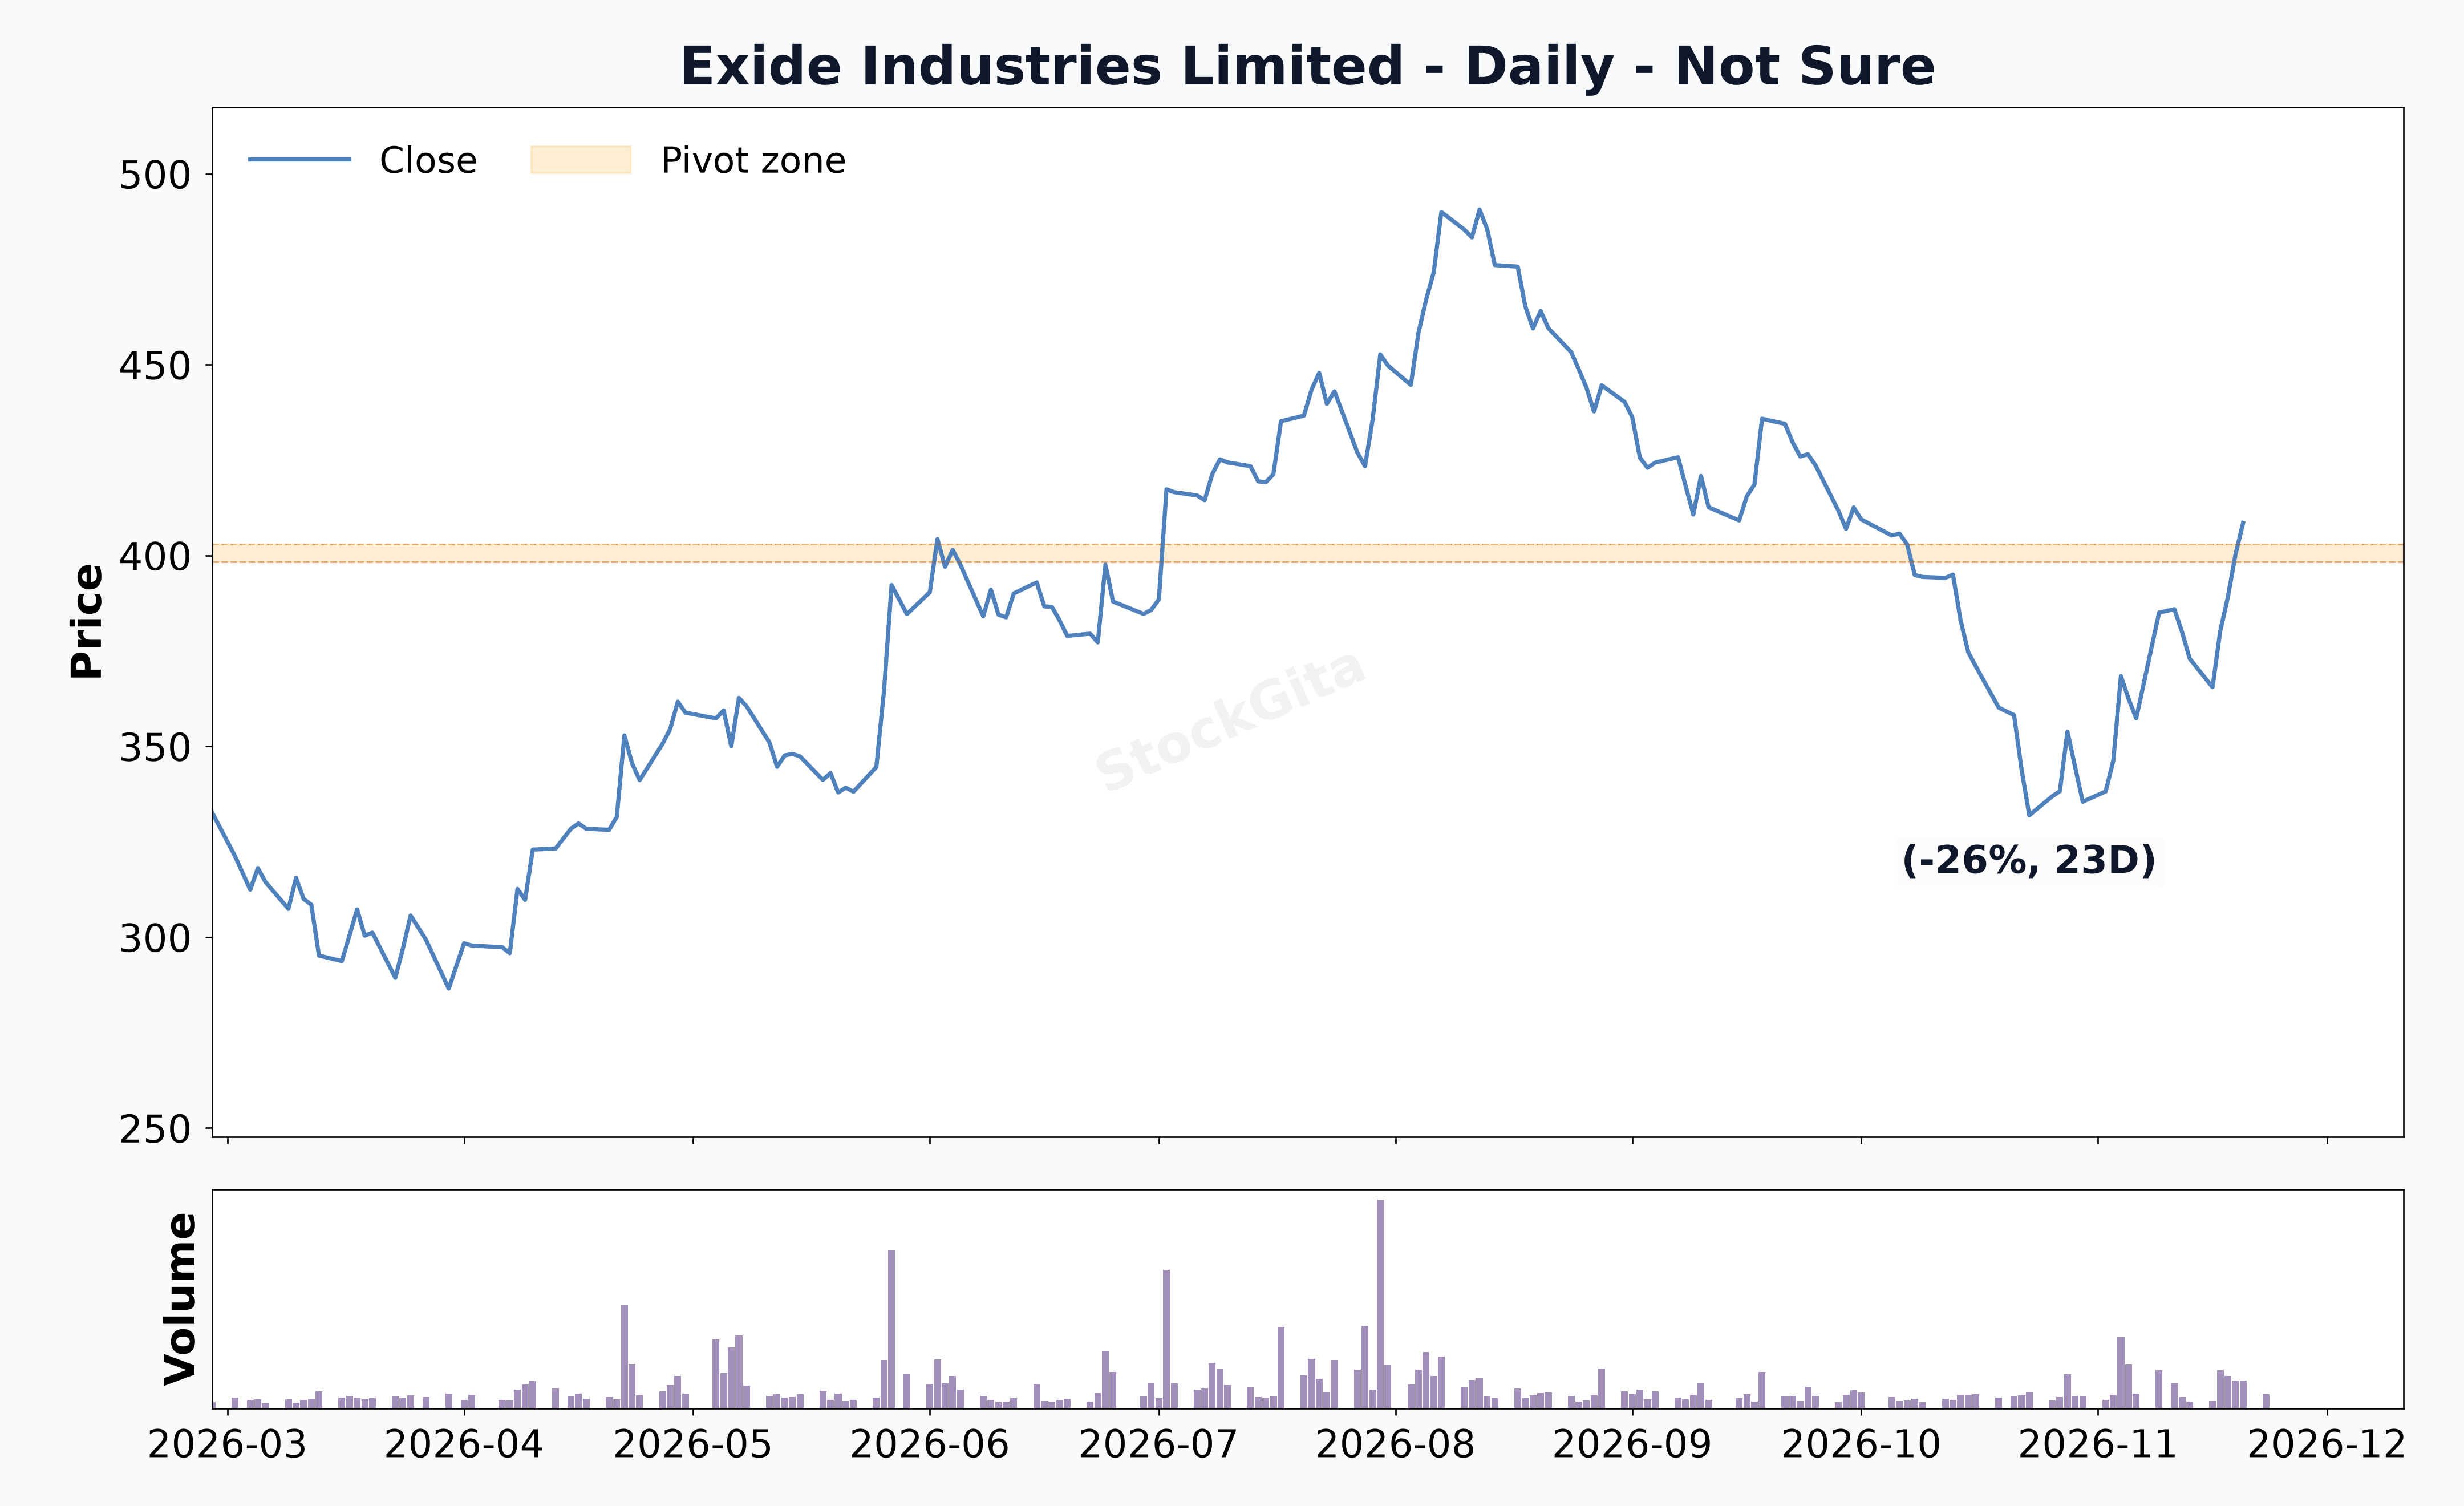 Exide Industries Limited - Daily - Not Sure
Close
Pivot zone
500
450
400
350
300
250
Price
StockGita
(-26%, 23D)
Volume
2026-03
2026-04
2026-05
2026-06
2026-07
2026-08
2026-09
2026-10
2026-11
2026-12